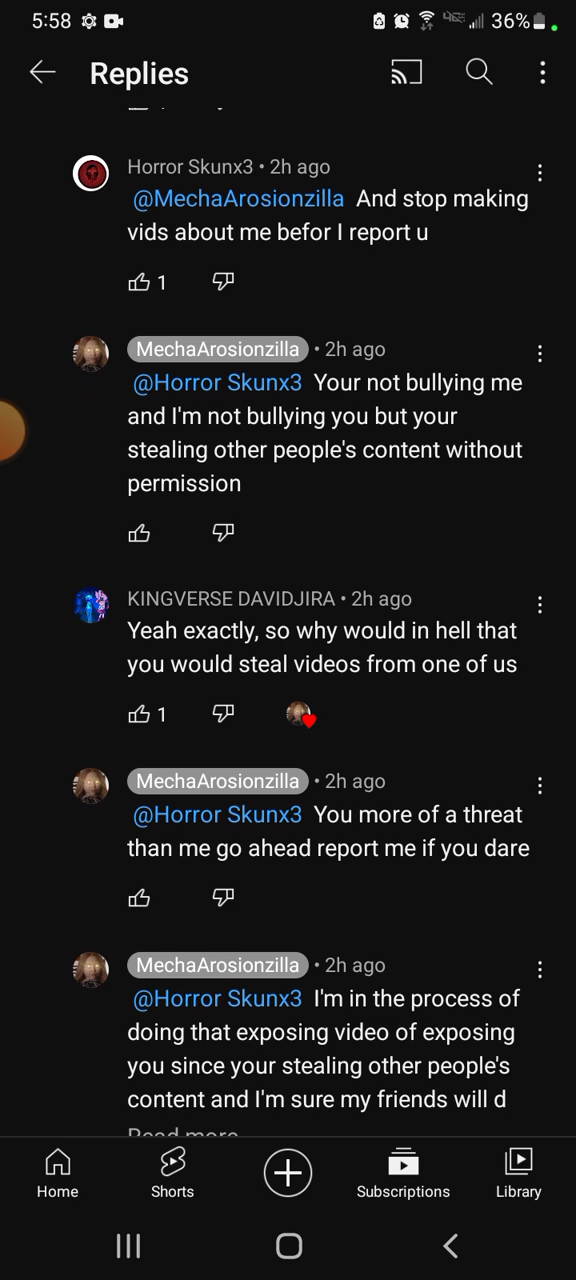 5:58
36%
Replies
Horror Skunx3 • 2h ago
@MechaArosionzilla And stop making
vids about me befor I report u
1
MechaArosionzilla • 2h ago
@Horror Skunx3 Your not bullying me
and I'm not bullying you but your
stealing other people's content without
permission
KINGVERSE DAVIDJIRA • 2h ago
Yeah exactly, so why would in hell that
you would steal videos from one of us
1
MechaArosionzilla • 2h ago
@Horror Skunx3 You more of a threat
than me go ahead report me if you dare
MechaArosionzilla • 2h ago
@Horror Skunx3 I'm in the process of
doing that exposing video of exposing
you since your stealing other people's
content and I'm sure my friends will d
Read more
Home
Shorts
Subscriptions
Library